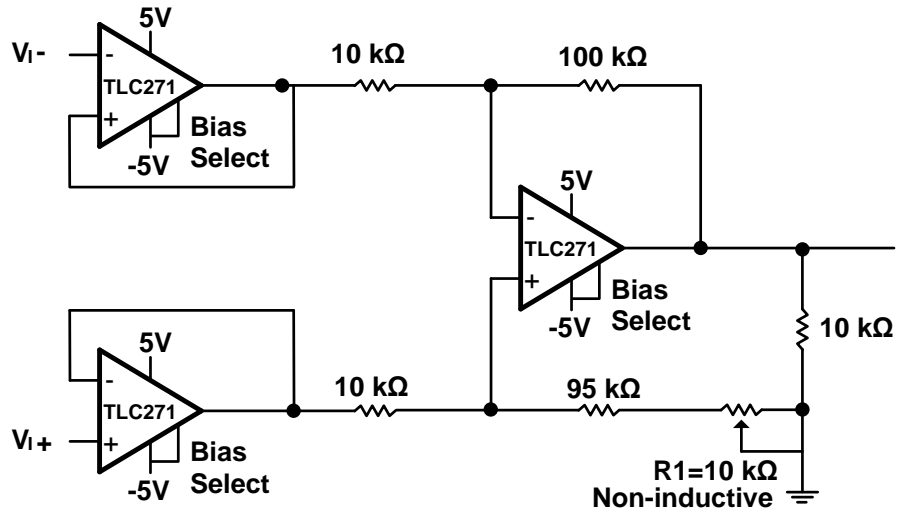 5V
10 kΩ
100 kΩ
VI-
-
TLC271
+
Bias
Select
-5V
5V
-
TLC271
+
Bias
Select
-5V
10 kΩ
5V
-
TLC271
+
VI+
Bias
Select
-5V
10 kΩ
95 kΩ
R1=10 kΩ
Non-inductive